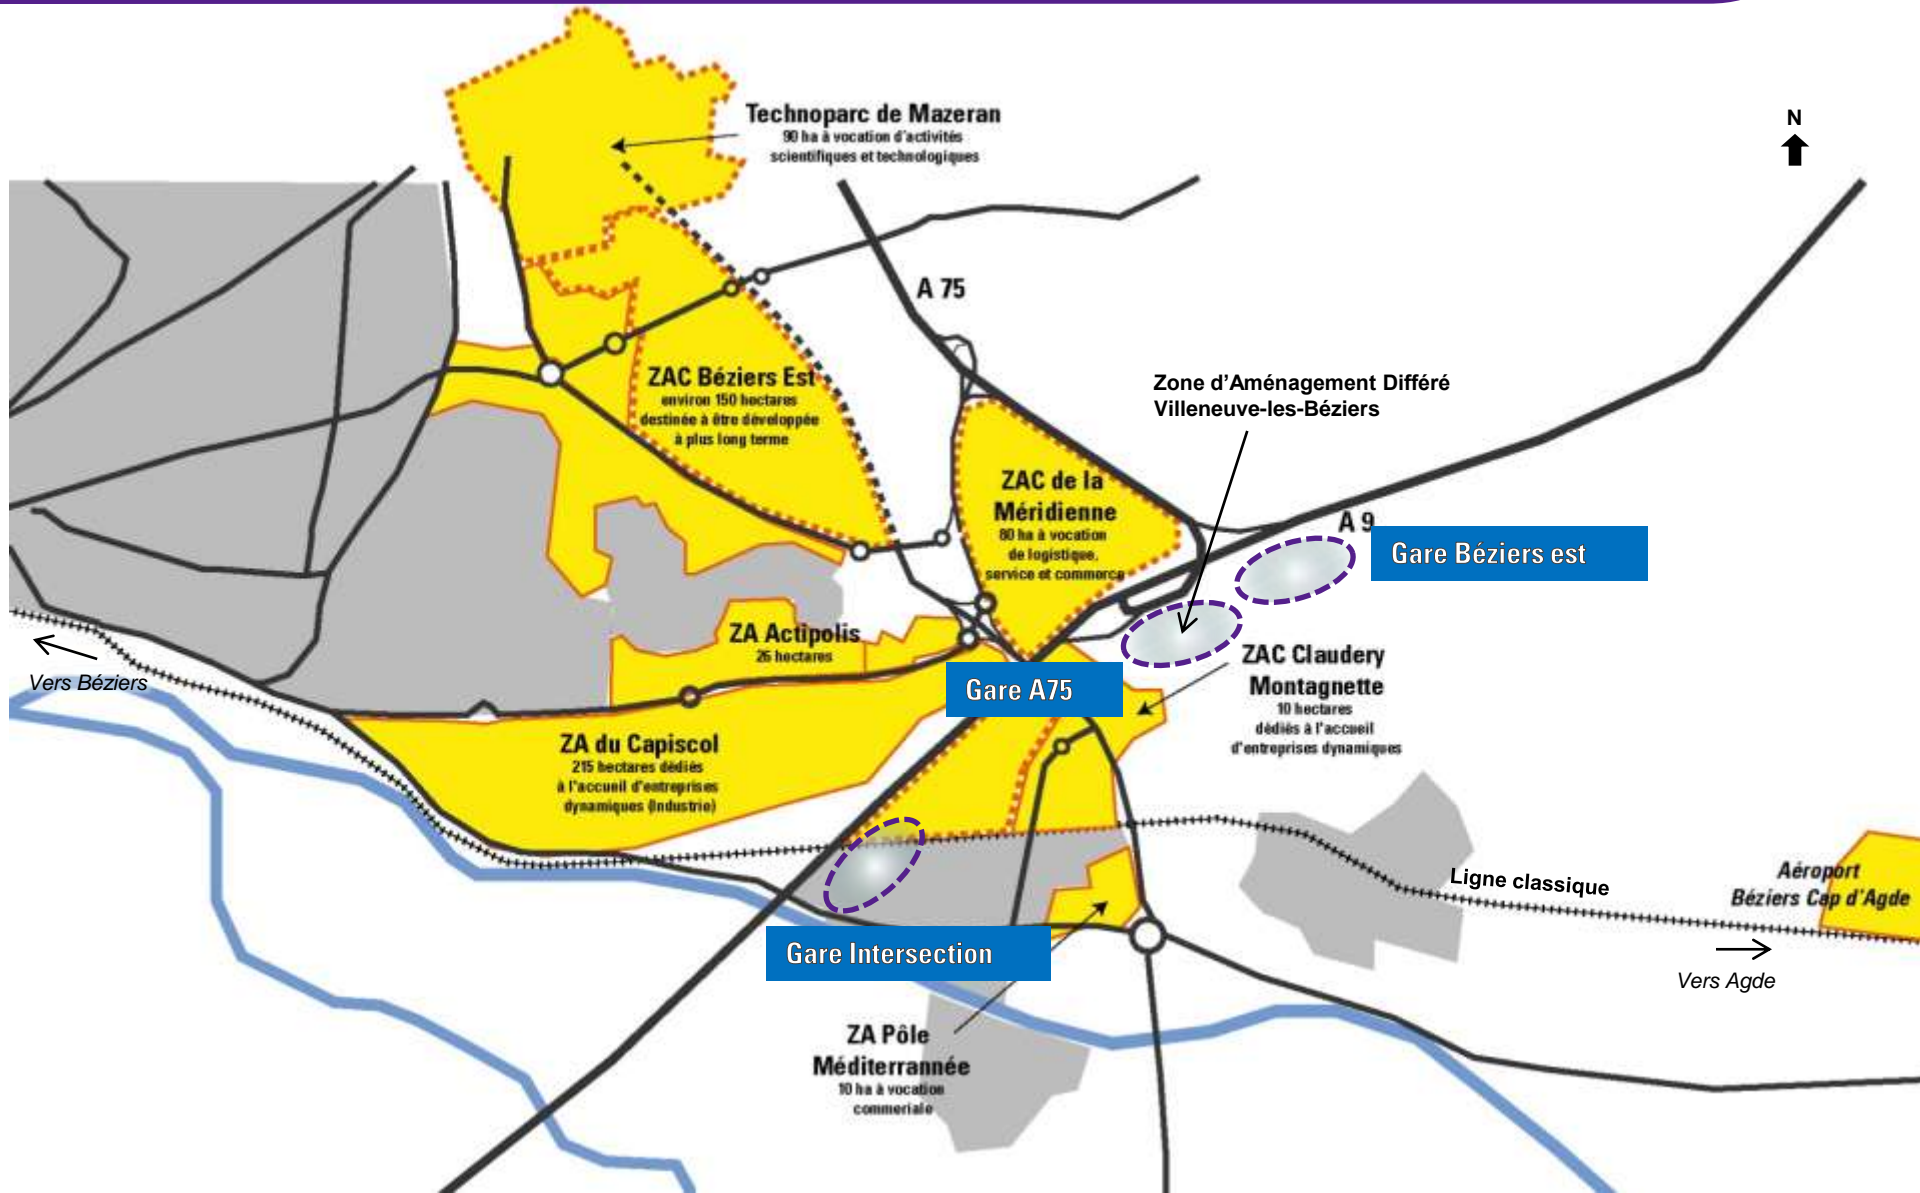 Technoparc de Mazeran
90 ha à vocation d'activités
scientifiques et technologiques
N
A 75
ZAC Béziers Est
environ 150 hectares
destinée à être développée
à plus long terme
Zone d'Aménagement Différé
Villeneuve-les-Béziers
ZAC de la
Méridienne
80 ha à vocation
de logistique,
service et commerce
A 9
Gare Béziers est
ZA Actipolis
26 hectares
Vers Béziers
Gare A75
ZAC Claudery
Montagnette
10 hectares
dédiés à l'accueil
d'entreprises dynamiques
ZA du Capiscol
215 hectares dédiés
à l'accueil d'entreprises
dynamiques (Industrie)
Ligne classique
Aéroport
Béziers Cap d'Agde
Gare Intersection
Vers Agde
ZA Pôle
Méditerrannée
10 ha à vocation
commeriale